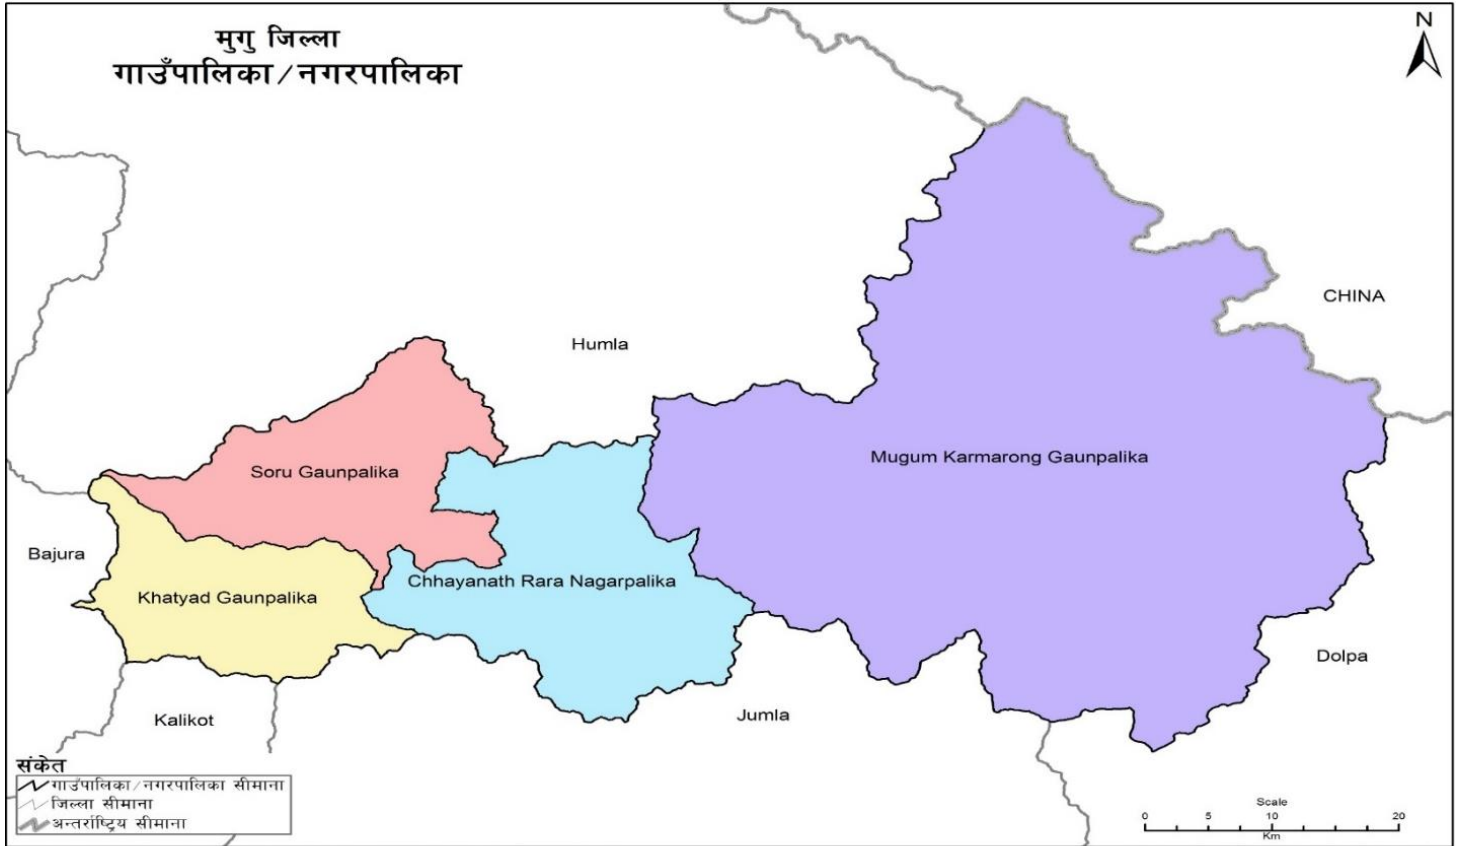 मुगु जिल्ला
गाउँपालिका/नगरपालिका
N
CHINA
Humla
Mugum Karmarong Gaunpalika
Soru Gaunpalika
Bajura
Chhayanath Rara Nagarpalika
Khatyad Gaunpalika
Dolpa
Kalikot
Jumla
संकेत
गाउँपालिका/नगरपालिका सीमाना
जिल्ला सीमाना
अन्तर्राष्ट्रिय सीमाना
Scale
0 5 10 20
Km